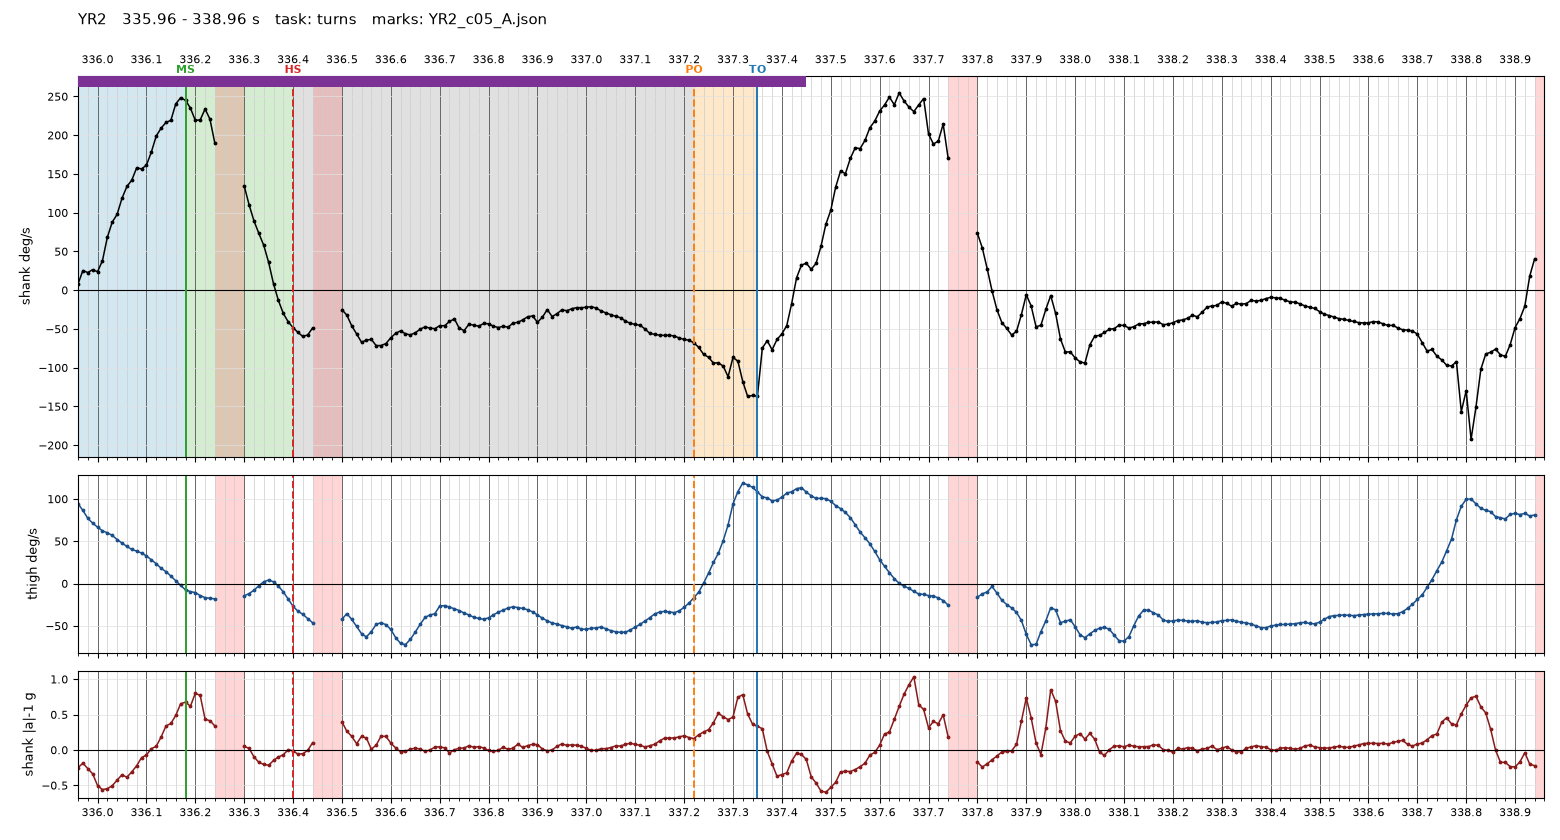 YR2   335.96 - 338.96 s   task: turns   marks: YR2_c05_A.json
336.0 336.1 336.2 336.3 336.4 336.5 336.6 336.7 336.8 336.9 337.0 337.1 337.2 337.3 337.4 337.5 337.6 337.7 337.8 337.9 338.0 338.1 338.2 338.3 338.4 338.5 338.6 338.7 338.8 338.9
MS HS PO TO
250
200
150
100
50
0
−50
−100
−150
−200
shank deg/s
100
50
0
−50
thigh deg/s
1.0
0.5
0.0
−0.5
shank |a|-1 g
336.0 336.1 336.2 336.3 336.4 336.5 336.6 336.7 336.8 336.9 337.0 337.1 337.2 337.3 337.4 337.5 337.6 337.7 337.8 337.9 338.0 338.1 338.2 338.3 338.4 338.5 338.6 338.7 338.8 338.9